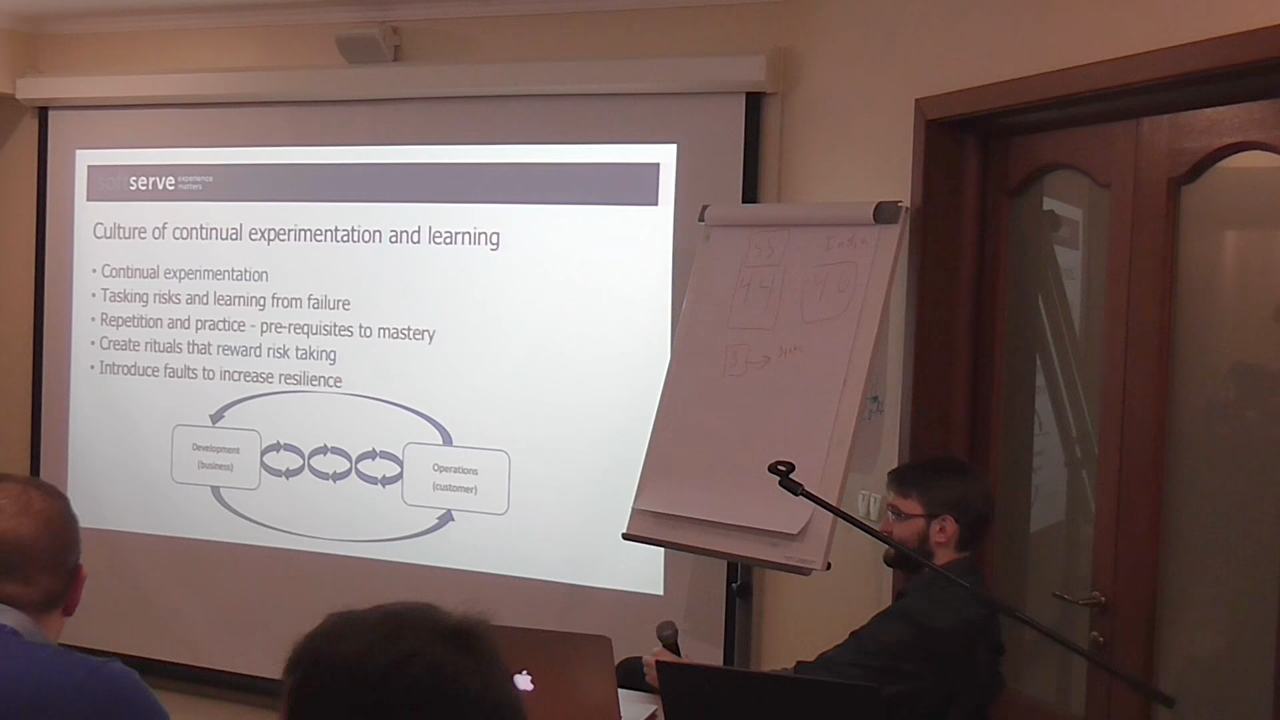 softserve experience matters
Culture of continual experimentation and learning
• Continual experimentation
• Tasking risks and learning from failure
• Repetition and practice - pre-requisites to mastery
• Create rituals that reward risk taking
• Introduce faults to increase resilience
Development
(business)
Operations
(customer)